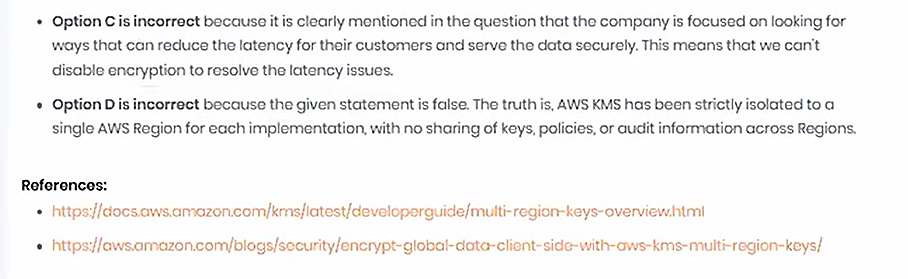 • Option C is incorrect because it is clearly mentioned in the question that the company is focused on looking for
ways that can reduce the latency for their customers and serve the data securely. This means that we can't
disable encryption to resolve the latency issues.
• Option D is incorrect because the given statement is false. The truth is, AWS KMS has been strictly isolated to a
single AWS Region for each implementation, with no sharing of keys, policies, or audit information across Regions.
References:
• https://docs.aws.amazon.com/kms/latest/developerguide/multi-region-keys-overview.html
• https://aws.amazon.com/blogs/security/encrypt-global-data-client-side-with-aws-kms-multi-region-keys/